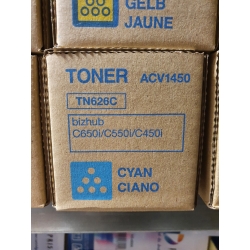 GELB
JAUNE
TONER ACV1450
TN626C
bizhub
C650i/C550i/C450i
CYAN
CIANO